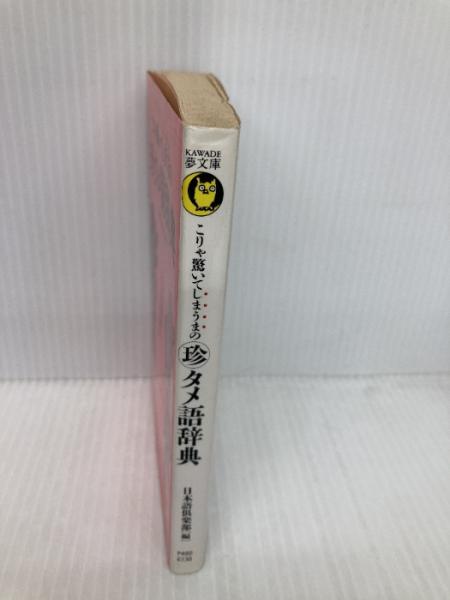 KAWADE
夢文庫
こりゃ驚いてしまうまの
珍タメ語辞典
日本語倶楽部[編]
P480